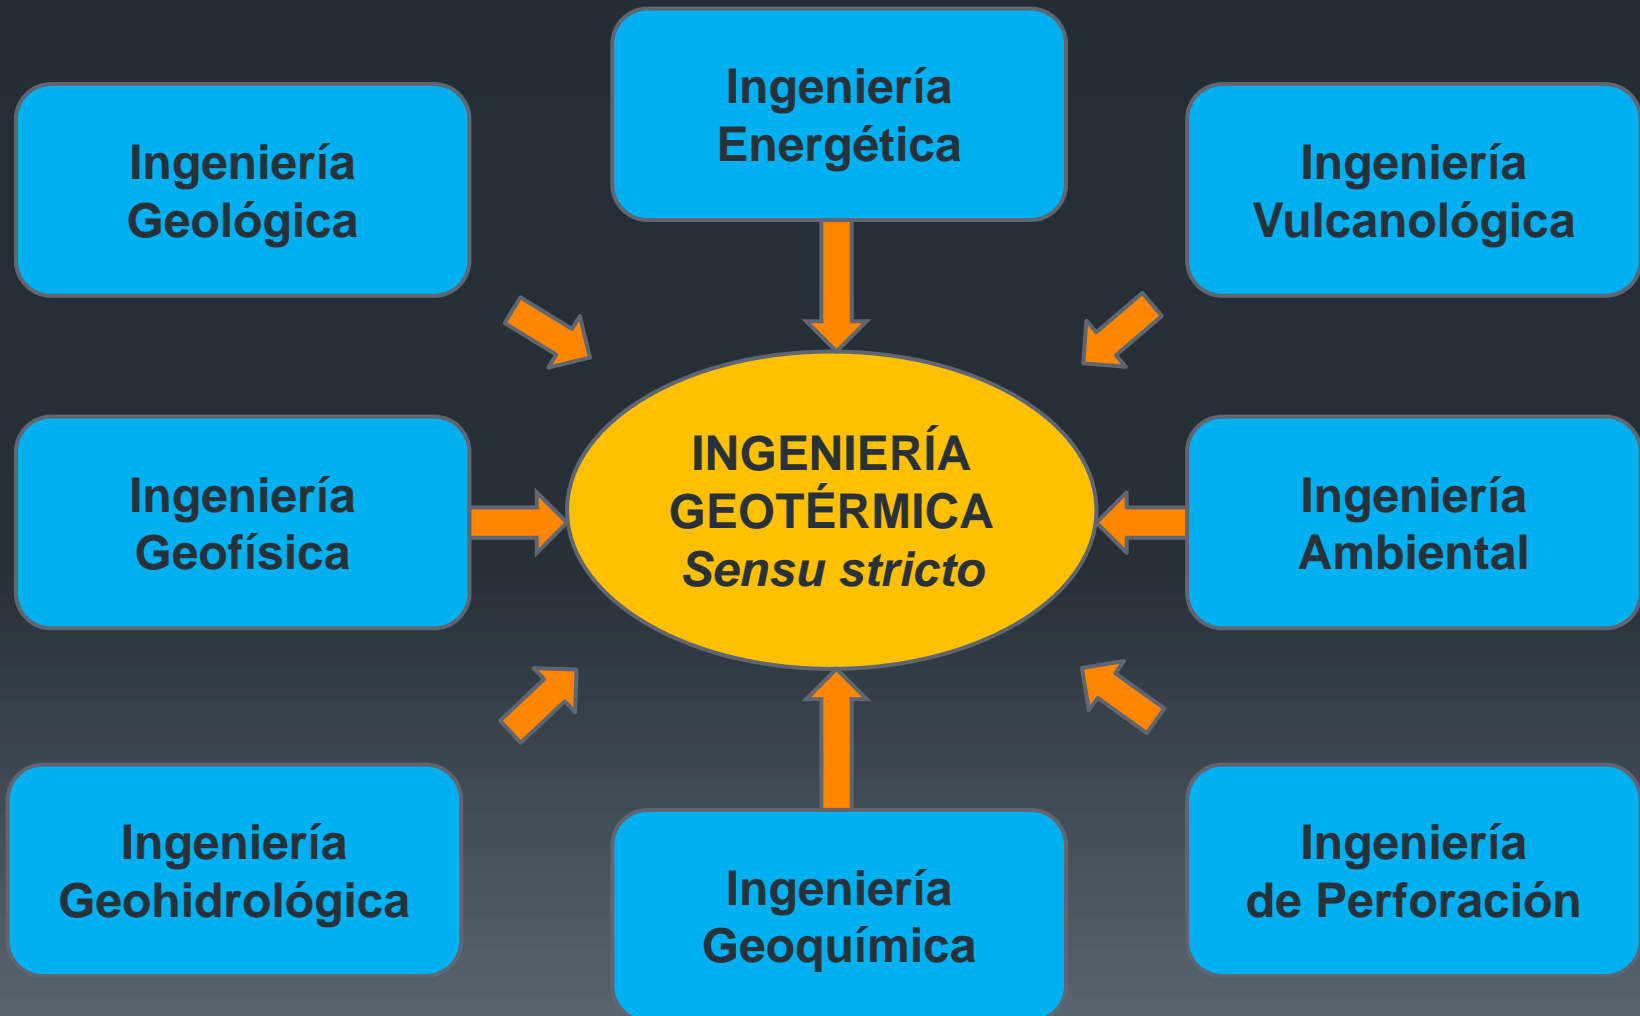 Ingeniería
Energética
Ingeniería
Geológica
Ingeniería
Vulcanológica
INGENIERÍA
GEOTÉRMICA
Sensu stricto
Ingeniería
Geofísica
Ingeniería
Ambiental
Ingeniería
Geohidrológica
Ingeniería
Geoquímica
Ingeniería
de Perforación